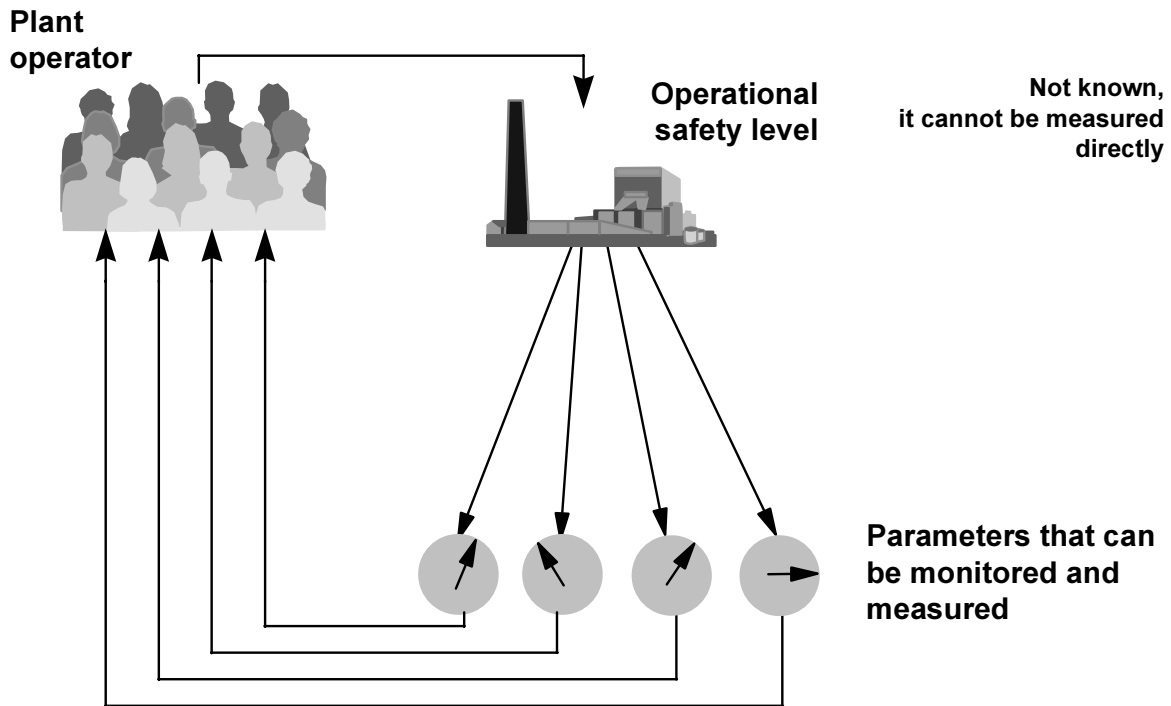 Plant
operator
Operational
safety level
Not known,
it cannot be measured
directly
Parameters that can
be monitored and
measured